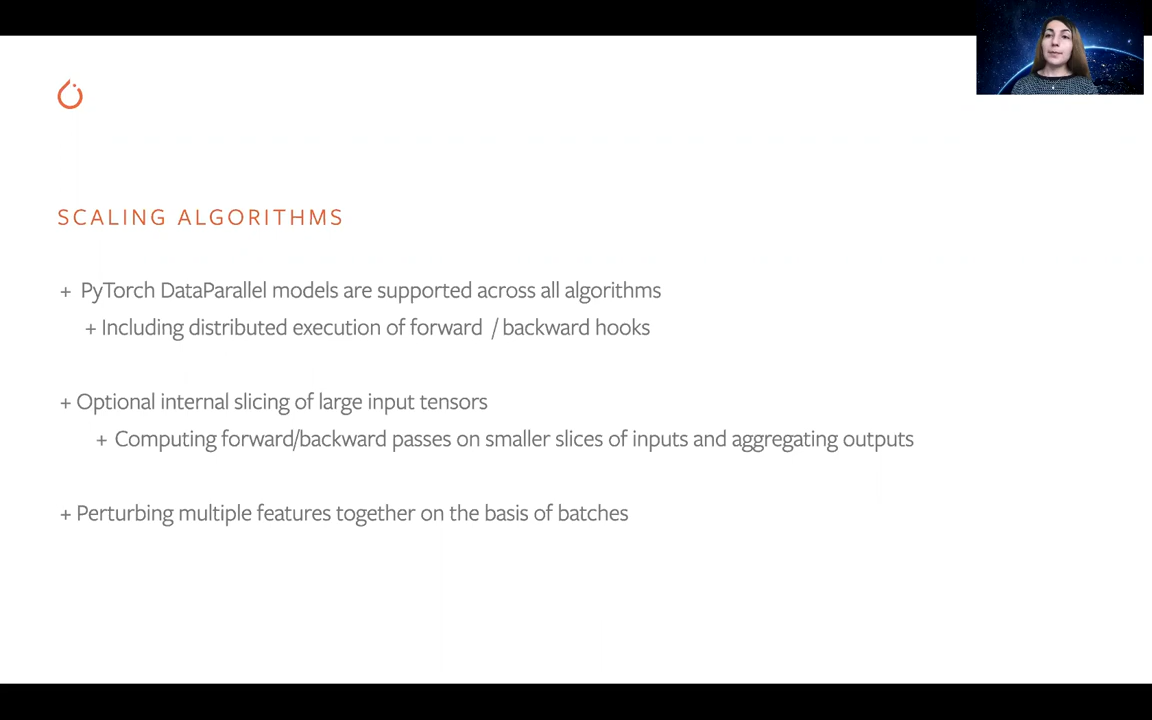 SCALING ALGORITHMS
+ PyTorch DataParallel models are supported across all algorithms
+ Including distributed execution of forward / backward hooks
+ Optional internal slicing of large input tensors
+ Computing forward/backward passes on smaller slices of inputs and aggregating outputs
+ Perturbing multiple features together on the basis of batches